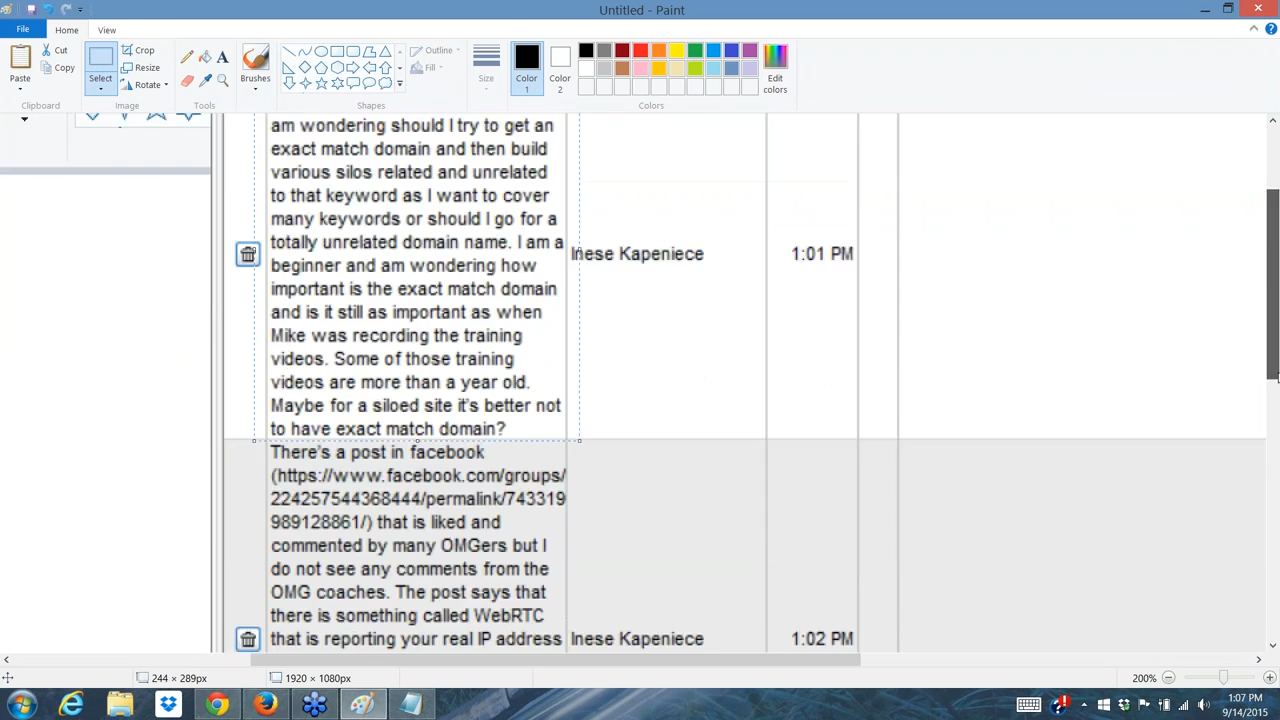 Untitled - Paint
File
Home
View
Paste
Cut
Copy
Clipboard
Select
Crop
Resize
Rotate
Image
Tools
Brushes
Outline
Fill
Shapes
Size
Color
1
Color
2
Edit
colors
Colors
am wondering should I try to get an
exact match domain and then build
various silos related and unrelated
to that keyword as I want to cover
many keywords or should I go for a
totally unrelated domain name. I am a
beginner and am wondering how
important is the exact match domain
and is it still as important as when
Mike was recording the training
videos. Some of those training
videos are more than a year old.
Maybe for a siloed site it's better not
to have exact match domain?
Inese Kapeniece
1:01 PM
There's a post in facebook
(https://www.facebook.com/groups/
224257544368444/permalink/743319
989128861/) that is liked and
commented by many OMGers but I
do not see any comments from the
OMG coaches. The post says that
there is something called WebRTC
that is reporting your real IP address
Inese Kapeniece
1:02 PM
244 × 289px
1920 × 1080px
200%
1:07 PM
9/14/2015